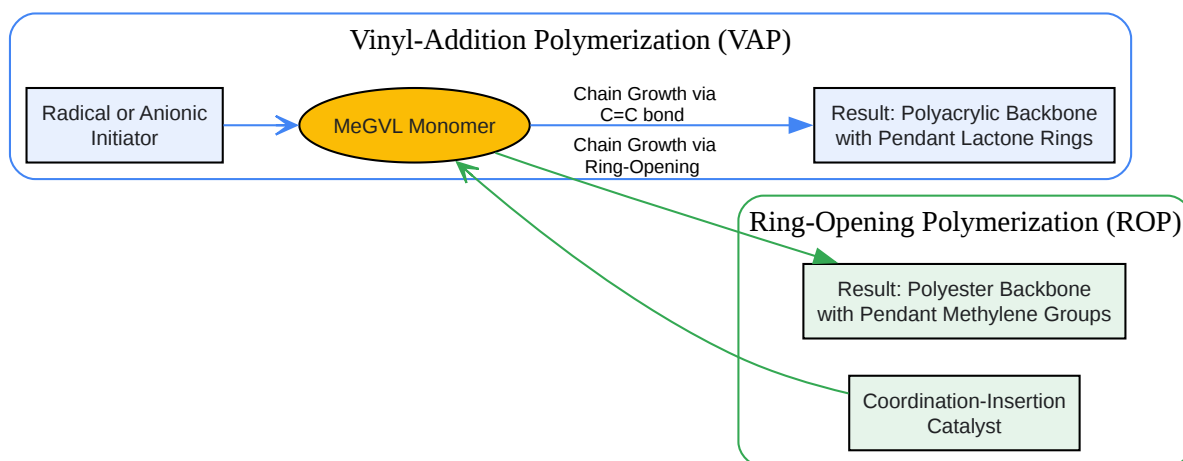 Vinyl-Addition Polymerization (VAP)
Radical or Anionic
Initiator
MeGVL Monomer
Chain Growth via
C=C bond
Chain Growth via
Ring-Opening
Result: Polyacrylic Backbone
with Pendant Lactone Rings
Ring-Opening Polymerization (ROP)
Result: Polyester Backbone
with Pendant Methylene Groups
Coordination-Insertion
Catalyst